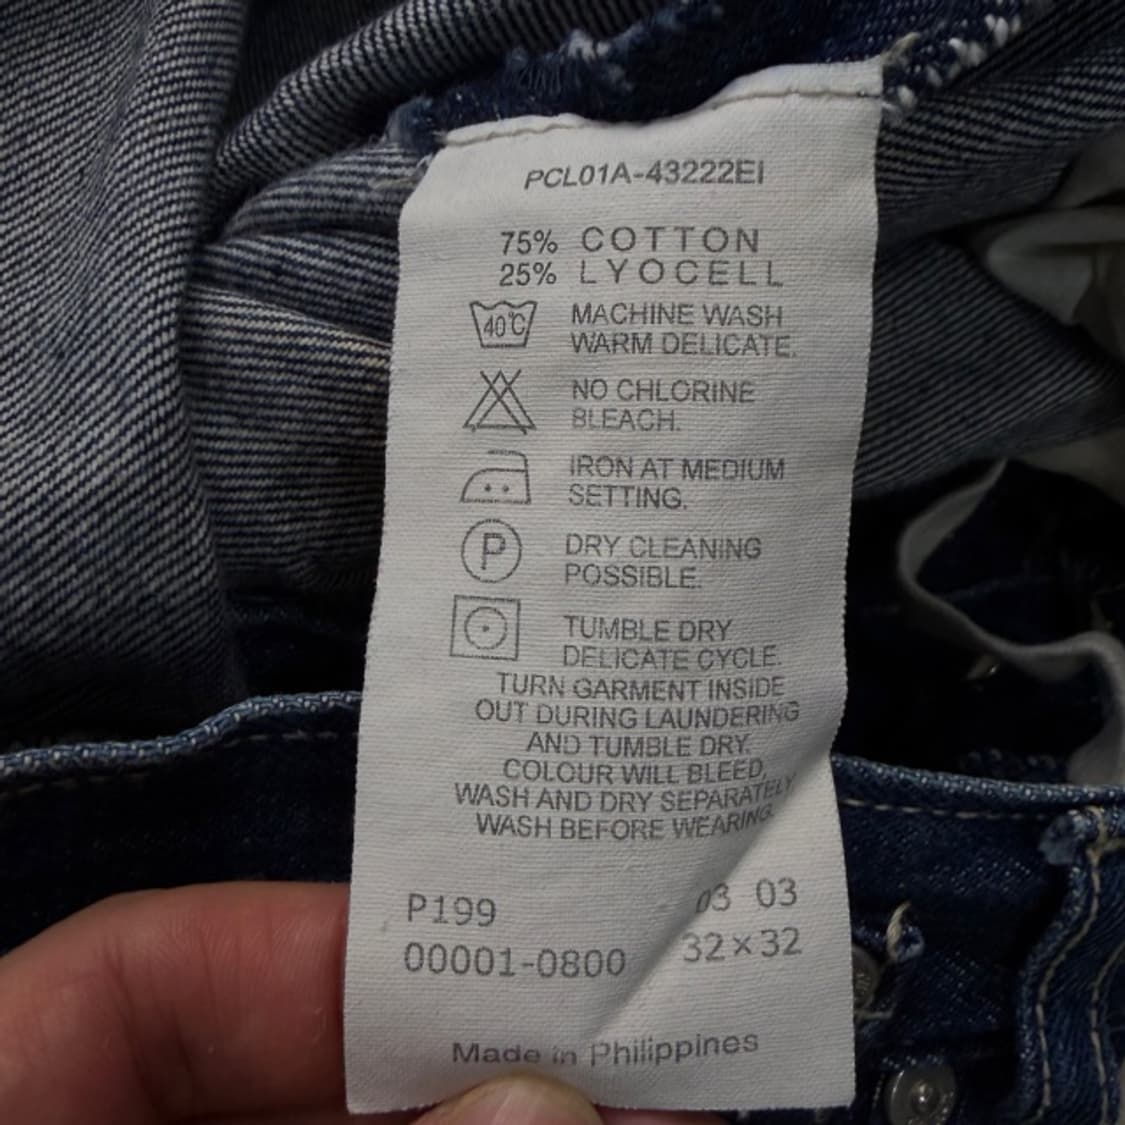 PCL01A-43222EI
75% COTTON
25% LYOCELL
40°C MACHINE WASH
WARM DELICATE.
NO CHLORINE
BLEACH.
IRON AT MEDIUM
SETTING.
P DRY CLEANING
POSSIBLE.
TUMBLE DRY
DELICATE CYCLE.
TURN GARMENT INSIDE
OUT DURING LAUNDERING
AND TUMBLE DRY.
COLOUR WILL BLEED,
WASH AND DRY SEPARATELY
WASH BEFORE WEARING.
P199 03 03
00001-0800 32×32
Made in Philippines